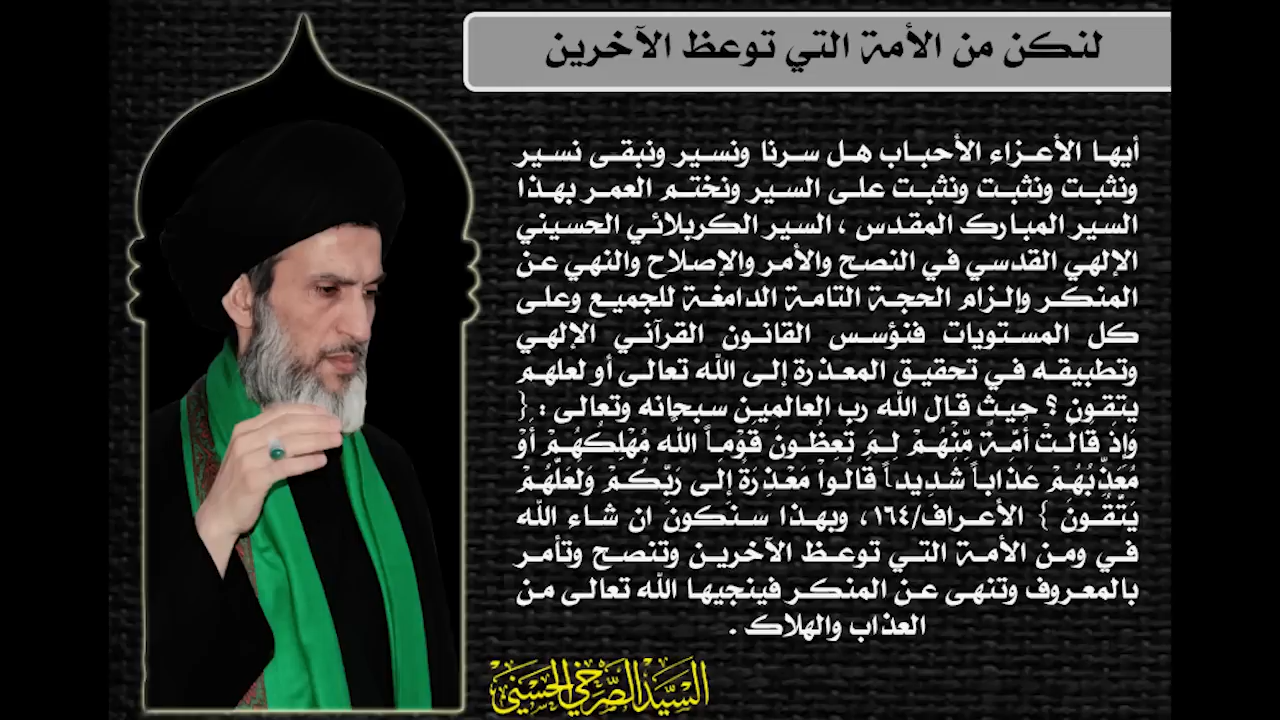 لنكن من الأمة التي توعظ الآخرين
أيها الأعزاء الأحباب هل سرنا ونسير ونبقى نسير
ونثبت ونثبت ونثبت على السير ونختم العمر بهذا
السير المبارك المقدس ، السير الكربلائي الحسيني
الإلهي القدسي في النصح والأمر والإصلاح والنهي عن
المنكر وإلزام الحجة التامة الدامغة للجميع وعلى
كل المستويات فنؤسس القانون القرآني الإلهي
وتطبيقه في تحقيق المعذرة إلى الله تعالى أو لعلهم
يتقون ؟ حيث قال الله رب العالمين سبحانه وتعالى : {
وَإِذَ قَالَتْ أُمَّةٌ مِّنْهُمْ لِمَ تَعِظُونَ قَوْماً اللّه مُهْلِكُهُمْ أَوْ
مُعَذِّبُهُمْ عَذَاباً شَدِيداً قَالُواْ مَعْذِرَةً إِلَى رَبِّكُمْ وَلَعَلَّهُمْ
يَتَّقُونَ } الأعراف/١٦٤، وبهذا سنكون ان شاء الله
في ومن الأمة التي توعظ الآخرين وتنصح وتأمر
بالمعروف وتنهى عن المنكر فينجيها الله تعالى من
العذاب والهلاك .
السيد الصرخي الحسني